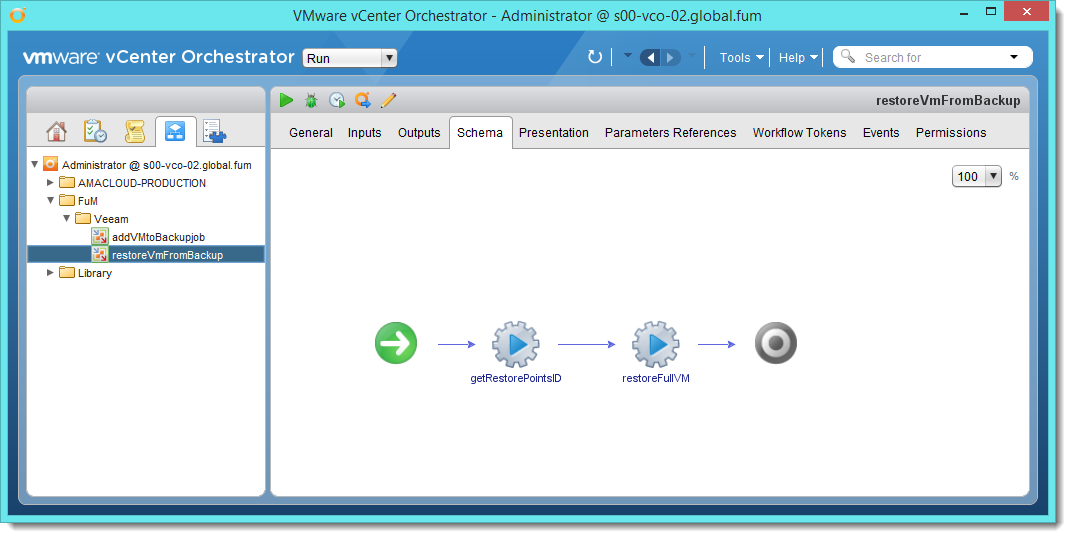 VMware vCenter Orchestrator - Administrator @ s00-vco-02.global.fum
vmware vCenter Orchestrator Run Tools Help Search for
restoreVmFromBackup
General Inputs Outputs Schema Presentation Parameters References Workflow Tokens Events Permissions
Administrator @ s00-vco-02.global.fum
AMACLOUD-PRODUCTION
FuM
Veeam
addVMtoBackupjob
restoreVmFromBackup
Library
100 %
getRestorePointsID restoreFullVM